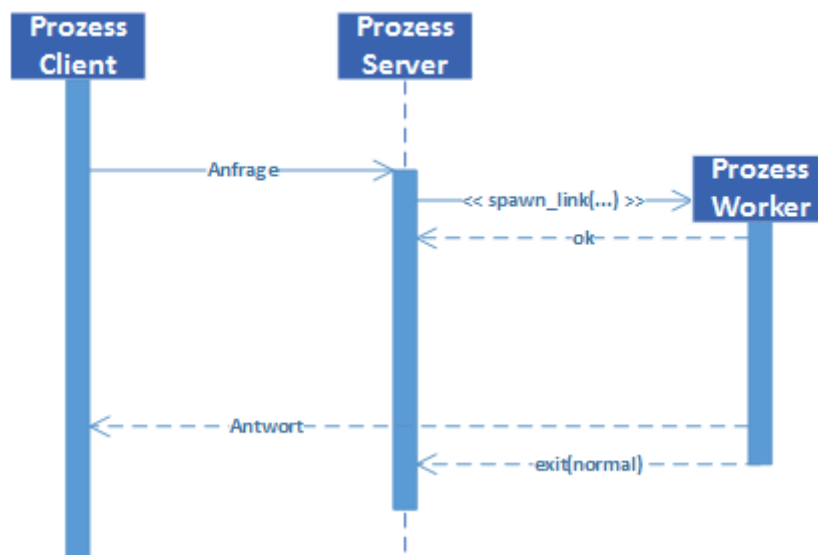 Prozess
Client
Prozess
Server
Anfrage
Prozess
Worker
<< spawn_link(...) >>
ok
Antwort
exit(normal)